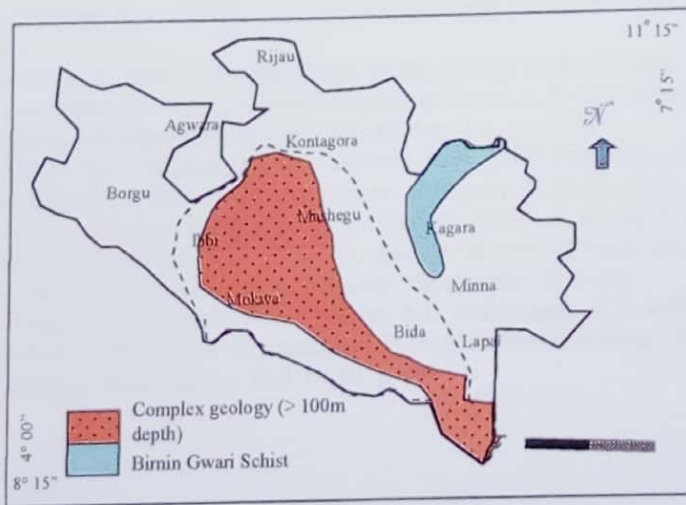 11° 15"
7° 15"
Rijau
N
Agwara
Kontagora
Borgu
Mashegu
Kagara
Mokwa
Minna
Bida
Lapai
Complex geology (> 100m
depth)
Birnin Gwari Schist
4° 00"
8° 15"